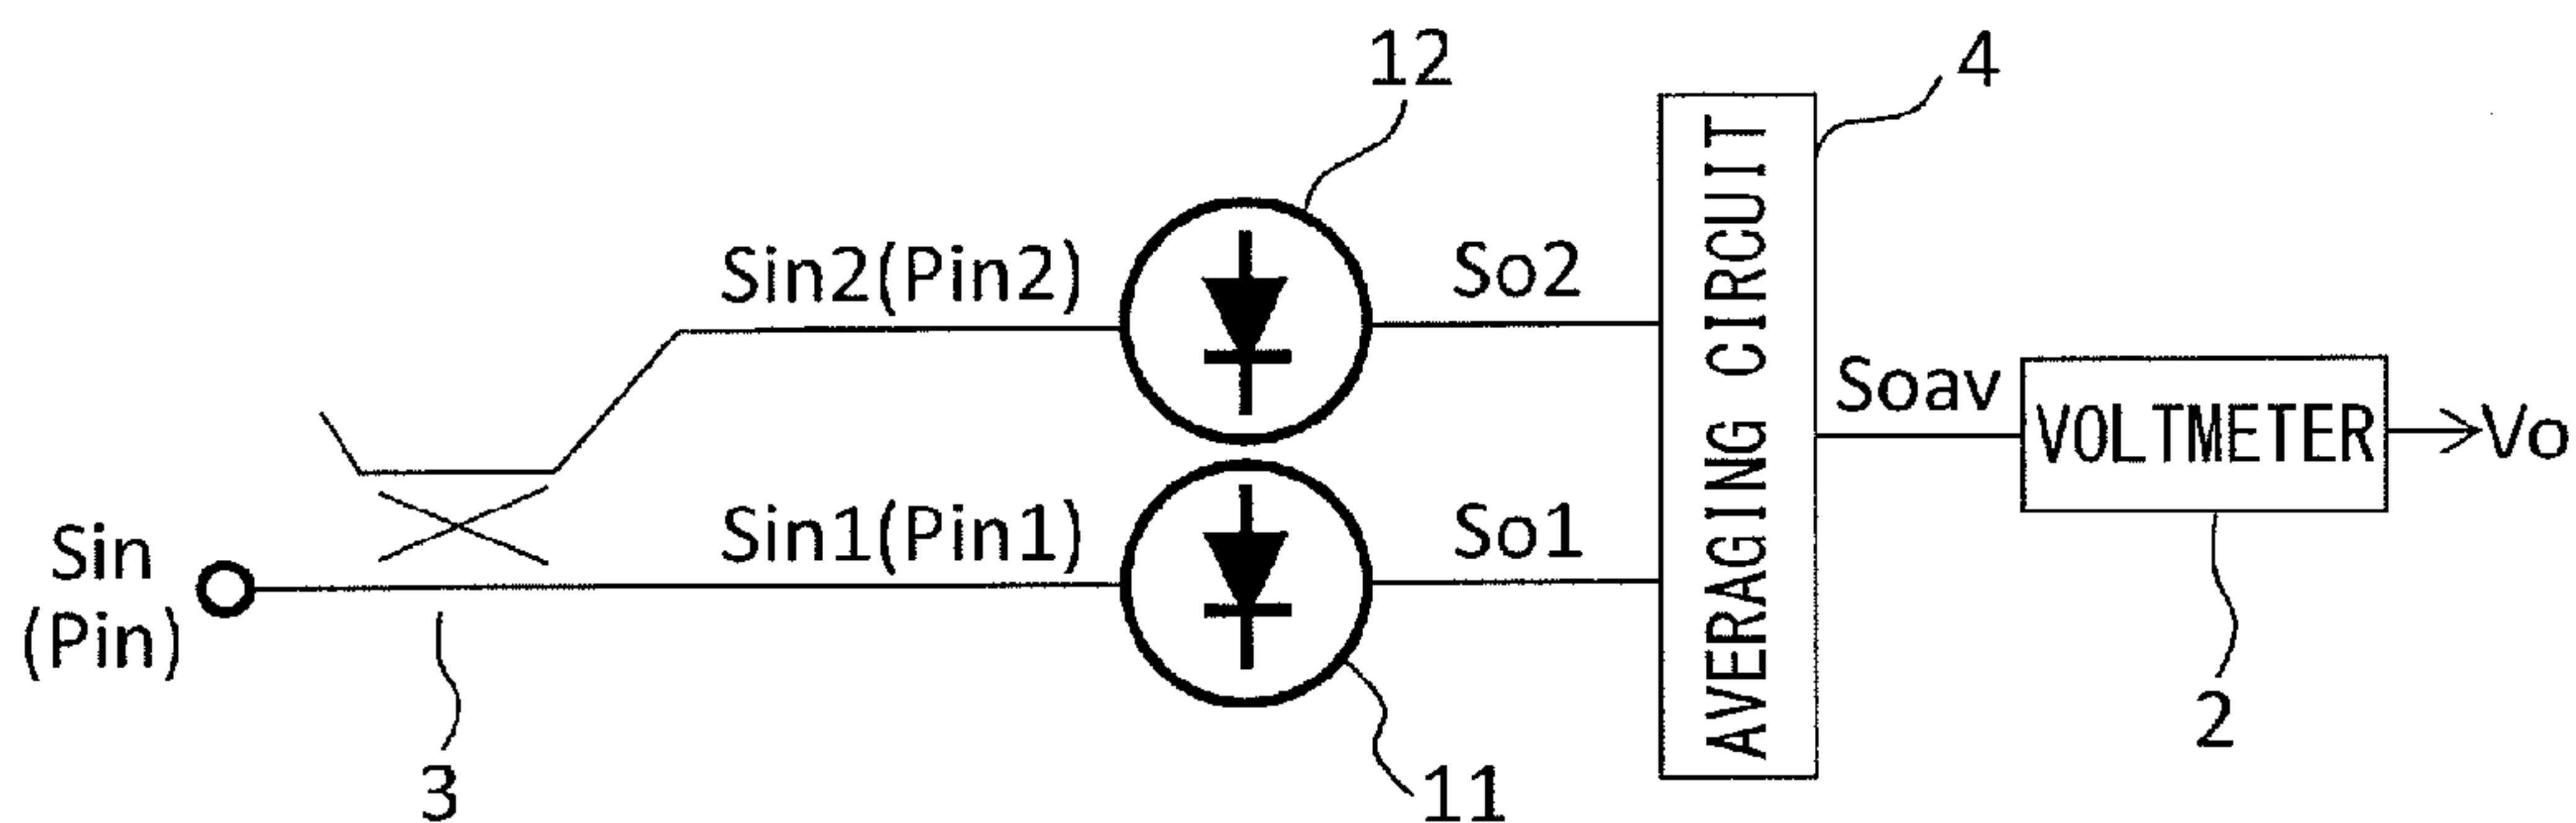 12
4
Sin2(Pin2)
So2
AVERAGING CIRCUIT
Soav
VOLTMETER
Vo
Sin
(Pin)
Sin1(Pin1)
So1
2
3
11